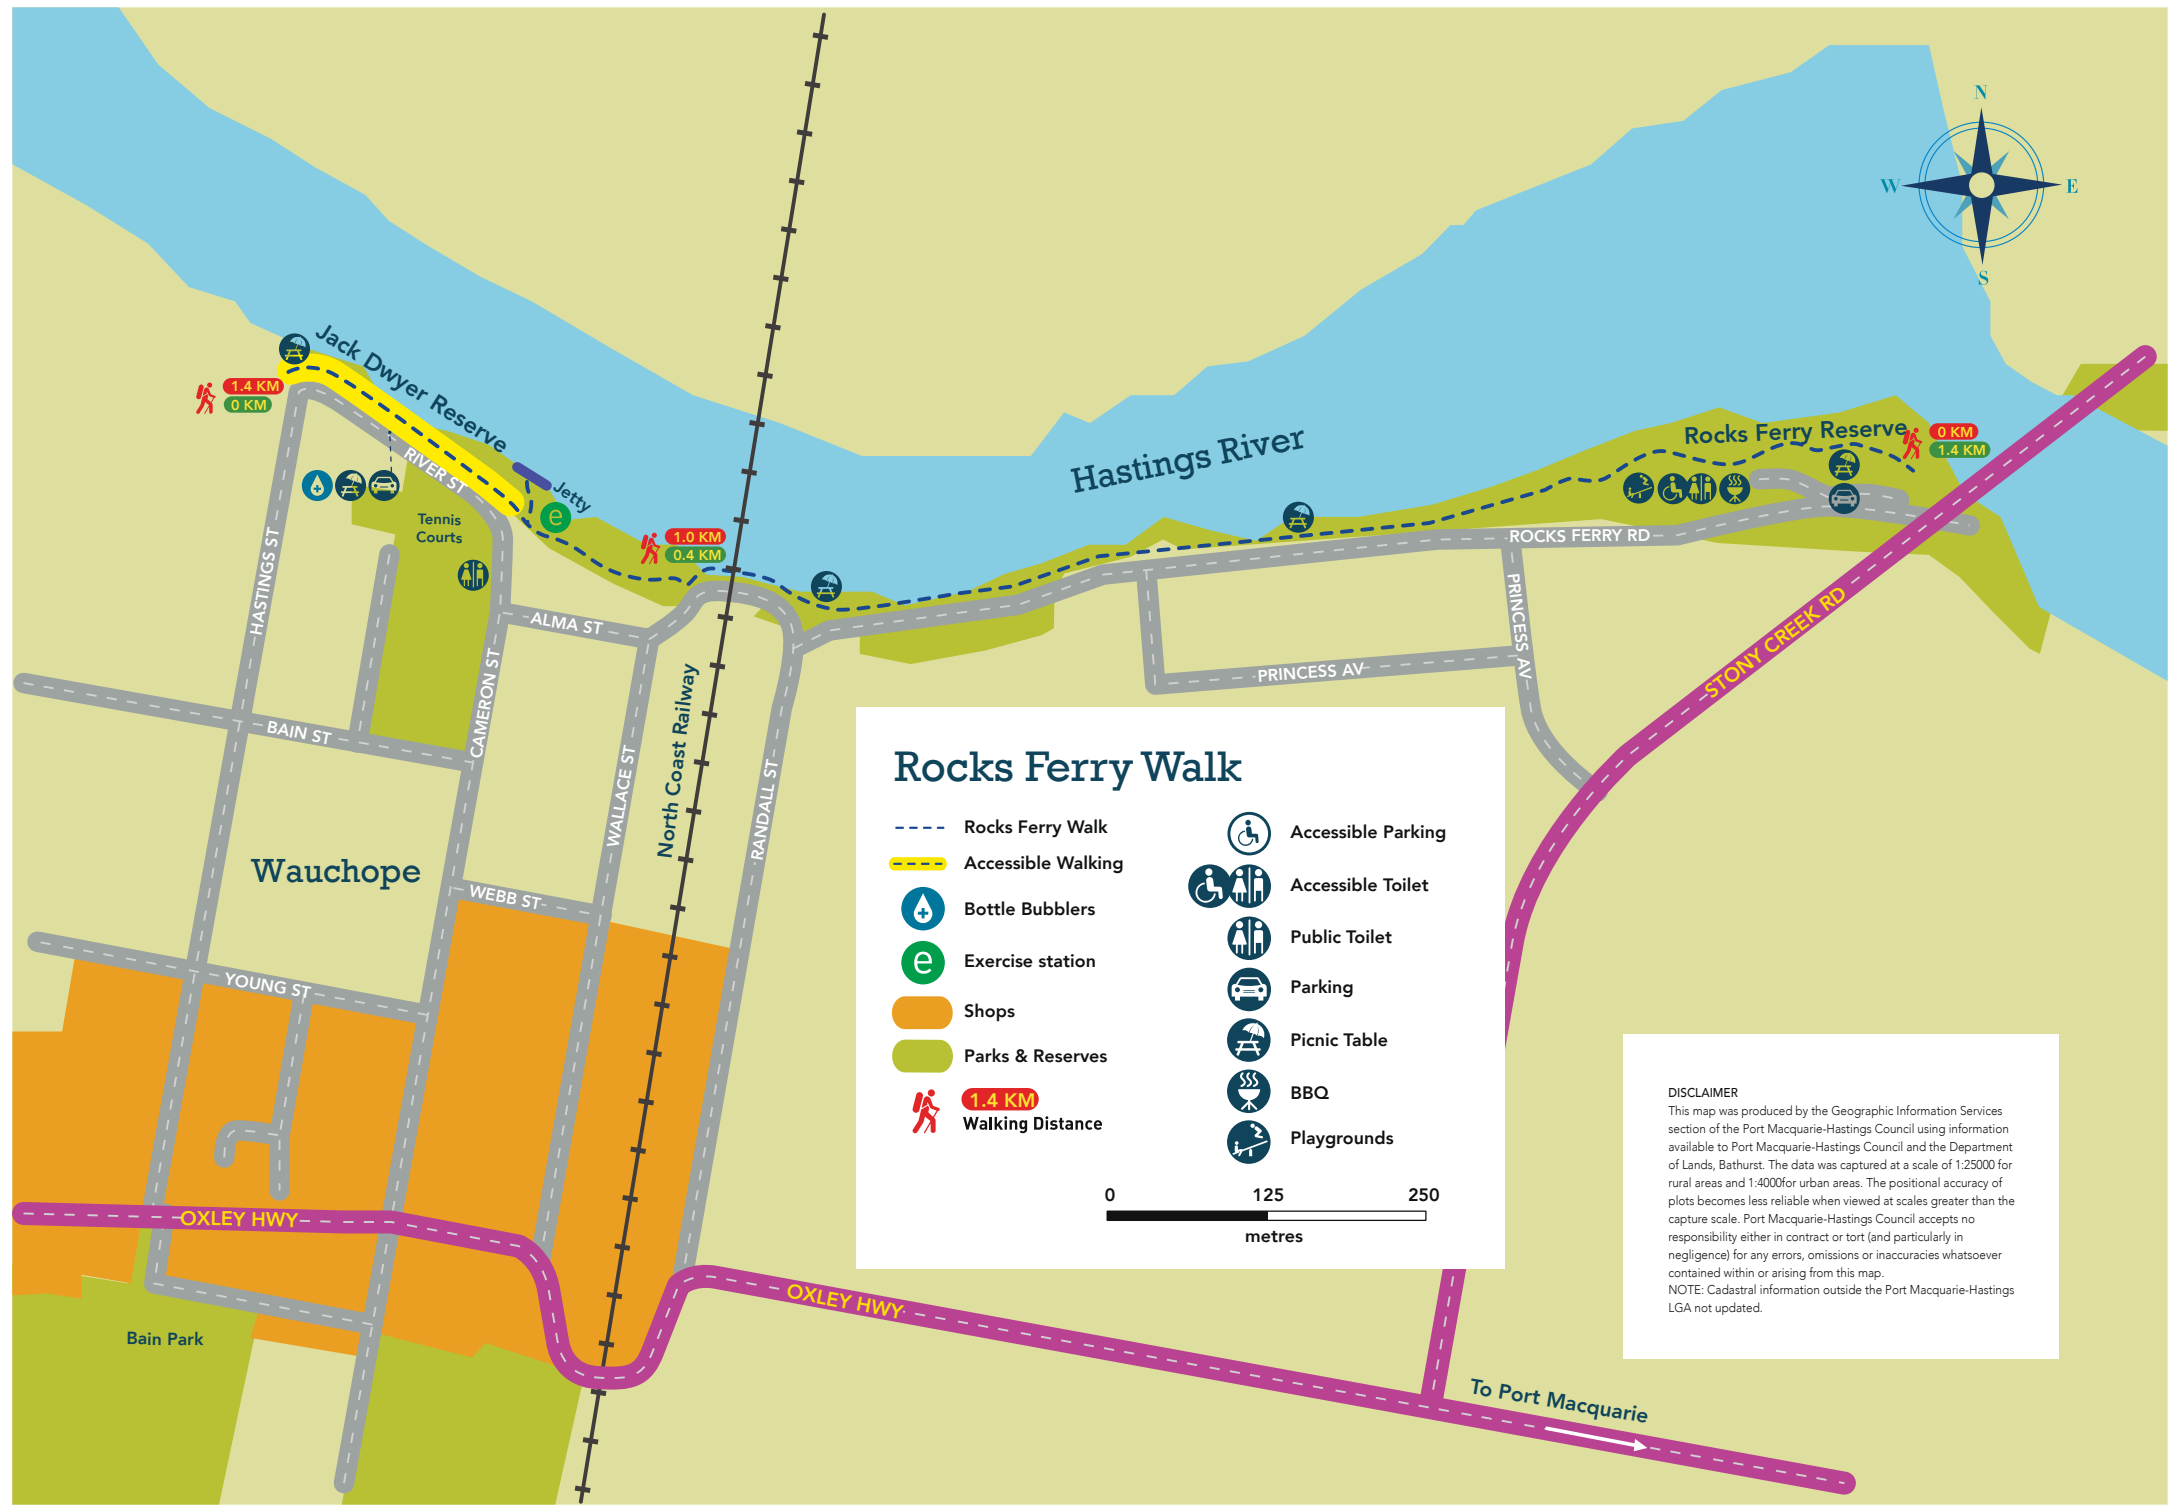 N
W
E
S
Jack Dwyer Reserve
1.4 KM
0 KM
RIVER ST
Jetty
e
Tennis
Courts
1.0 KM
0.4 KM
Hastings River
Rocks Ferry Reserve
0 KM
1.4 KM
ROCKS FERRY RD
HASTINGS ST
ALMA ST
PRINCESS AV
PRINCESS AV
STONY CREEK RD
CAMERON ST
BAIN ST
WALLACE ST
North Coast Railway
RANDALL ST
Wauchope
WEBB ST
YOUNG ST
OXLEY HWY
OXLEY HWY
Bain Park
To Port Macquarie
Rocks Ferry Walk
Rocks Ferry Walk
Accessible Walking
Bottle Bubblers
e
Exercise station
Shops
Parks & Reserves
1.4 KM
Walking Distance
Accessible Parking
Accessible Toilet
Public Toilet
Parking
Picnic Table
BBQ
Playgrounds
0 125 250
metres
DISCLAIMER
This map was produced by the Geographic Information Services
section of the Port Macquarie-Hastings Council using information
available to Port Macquarie-Hastings Council and the Department
of Lands, Bathurst. The data was captured at a scale of 1:25000 for
rural areas and 1:4000for urban areas. The positional accuracy of
plots becomes less reliable when viewed at scales greater than the
capture scale. Port Macquarie-Hastings Council accepts no
responsibility either in contract or tort (and particularly in
negligence) for any errors, omissions or inaccuracies whatsoever
contained within or arising from this map.
NOTE: Cadastral information outside the Port Macquarie-Hastings
LGA not updated.